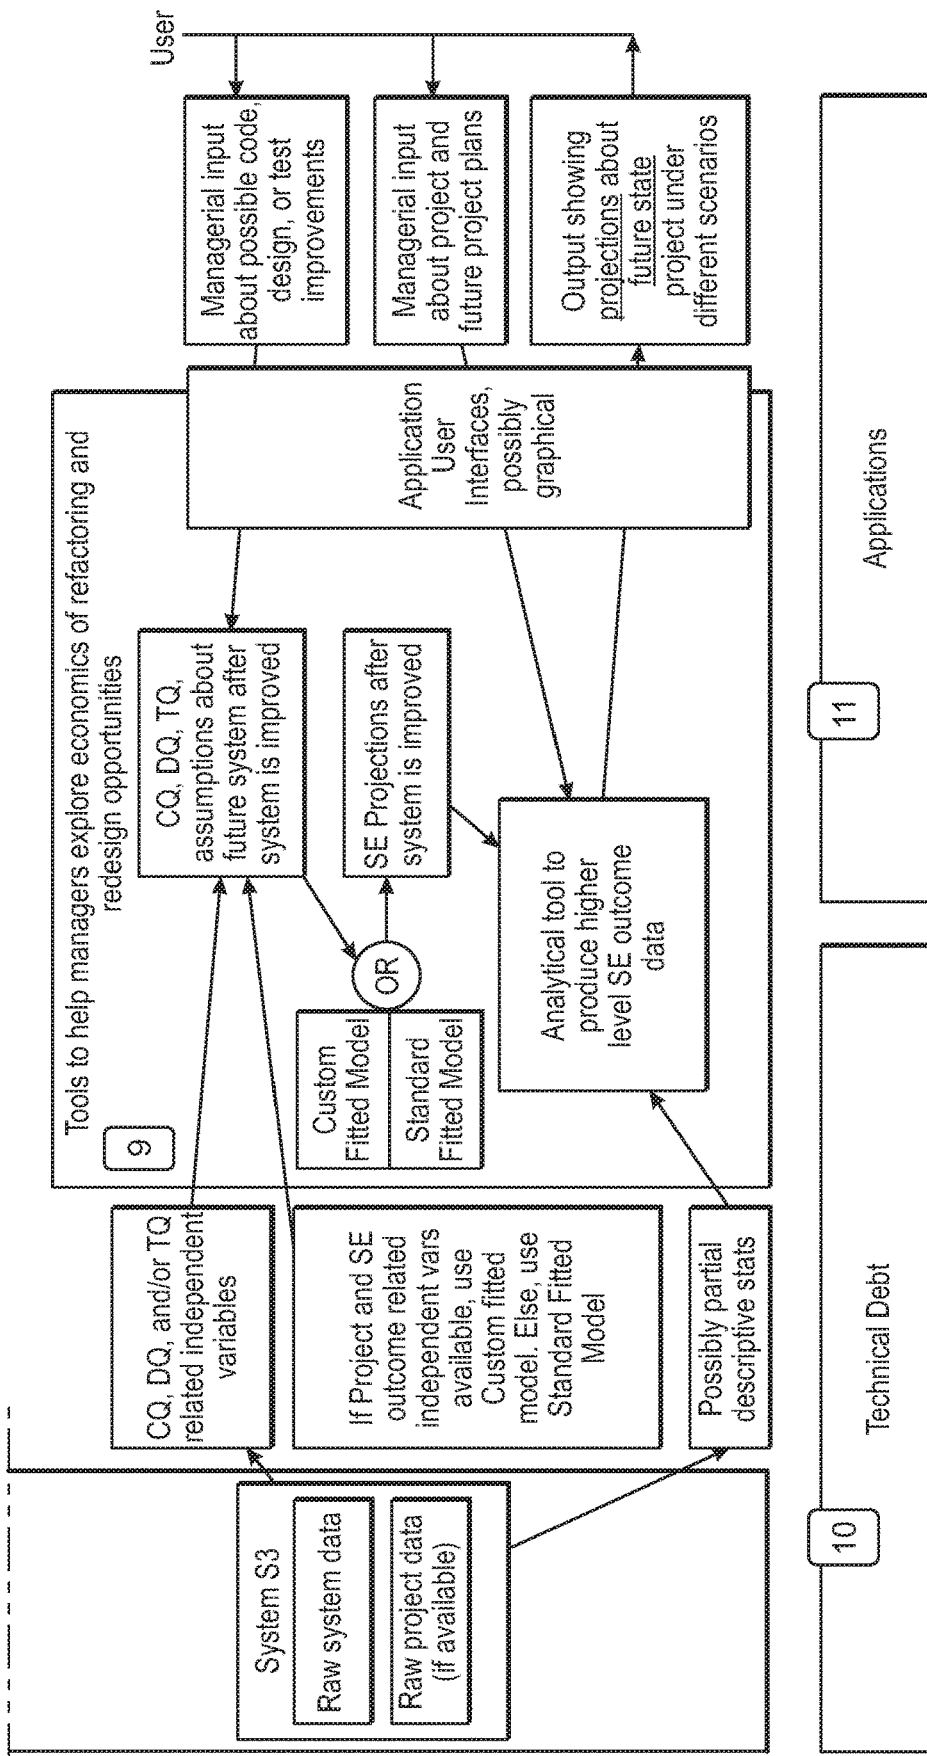 System S3
Raw system data
Raw project data
(if available)
CQ, DQ, and/or TQ
related independent
variables
If Project and SE
outcome related
independent vars
available, use
Custom fitted
model. Else, use
Standard Fitted
Model
Possibly partial
descriptive stats
Tools to help managers explore economics of refactoring and
redesign opportunities
9
CQ, DQ, TQ,
assumptions about
future system after
system is improved
Custom
Fitted Model
Standard
Fitted Model
OR
SE Projections after
system is improved
Analytical tool to
produce higher
level SE outcome
data
Application
User
Interfaces,
possibly
graphical
User
Managerial input
about possible code,
design, or test
improvements
Managerial input
about project and
future project plans
Output showing
projections about
future state
project under
different scenarios
10
Technical Debt
11
Applications